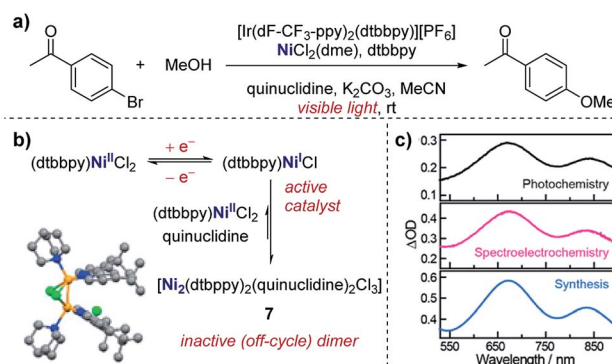 a)
[Ir(dF-CF₃-ppy)₂(dtbbpy)][PF₆]
NiCl₂(dme), dtbbpy
O
Br
+
MeOH
quinuclidine, K₂CO₃, MeCN
visible light, rt
O
OMe
b)
(dtbbpy)NiᴵᴵCl₂
+ e⁻
− e⁻
(dtbbpy)NiᴵCl
active
catalyst
(dtbbpy)NiᴵᴵCl₂
quinuclidine
[Ni₂(dtbbpy)₂(quinuclidine)₂Cl₃]
7
inactive (off-cycle) dimer
c)
0.3
0.2
0.1
Photochemistry
0.4
0.3
0.2
Spectroelectrochemistry
0.6
0.5
0.4
Synthesis
ΔOD
550 650 750 850
Wavelength / nm